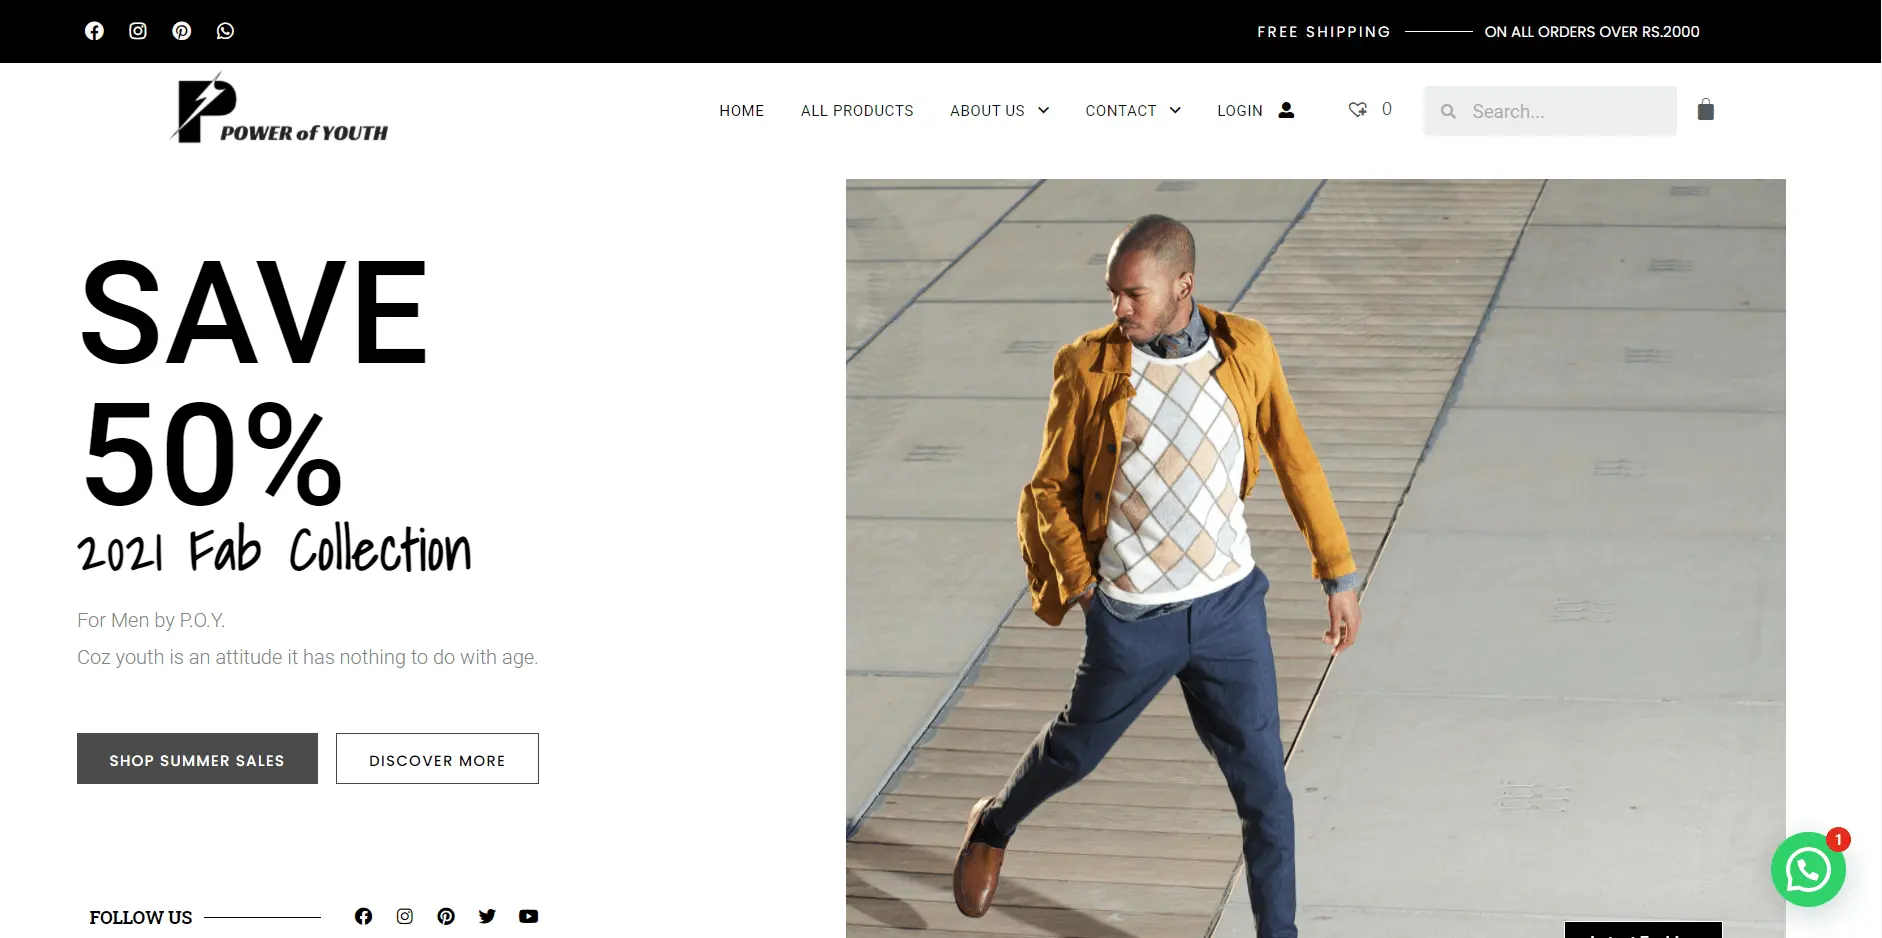 FREE SHIPPING
ON ALL ORDERS OVER RS.2000
P
POWER of YOUTH
HOME
ALL PRODUCTS
ABOUT US
CONTACT
LOGIN
0
Search...
SAVE
50%
2021 Fab Collection
For Men by P.O.Y.
Coz youth is an attitude it has nothing to do with age.
SHOP SUMMER SALES
DISCOVER MORE
1
FOLLOW US